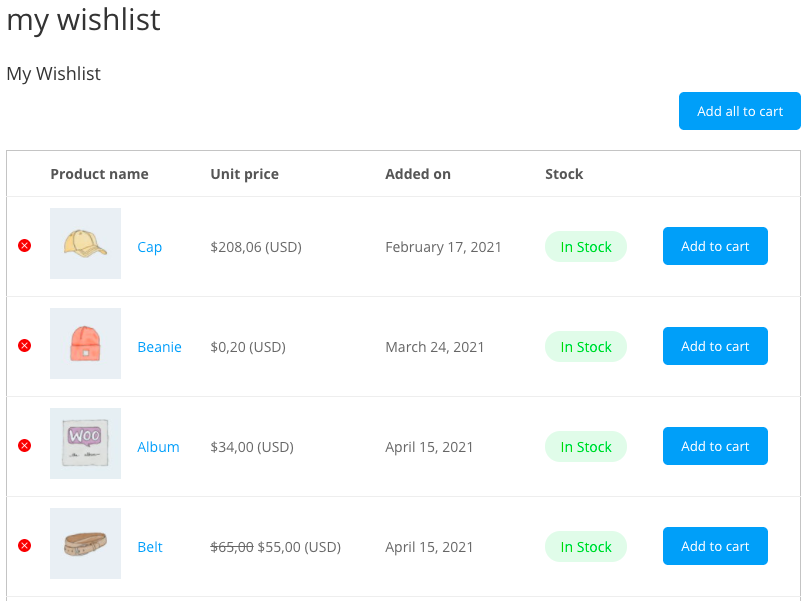 my wishlist
My Wishlist
Add all to cart
Product name Unit price Added on Stock
Cap $208,06 (USD) February 17, 2021 In Stock Add to cart
Beanie $0,20 (USD) March 24, 2021 In Stock Add to cart
WOO
Album $34,00 (USD) April 15, 2021 In Stock Add to cart
Belt $65,00 $55,00 (USD) April 15, 2021 In Stock Add to cart